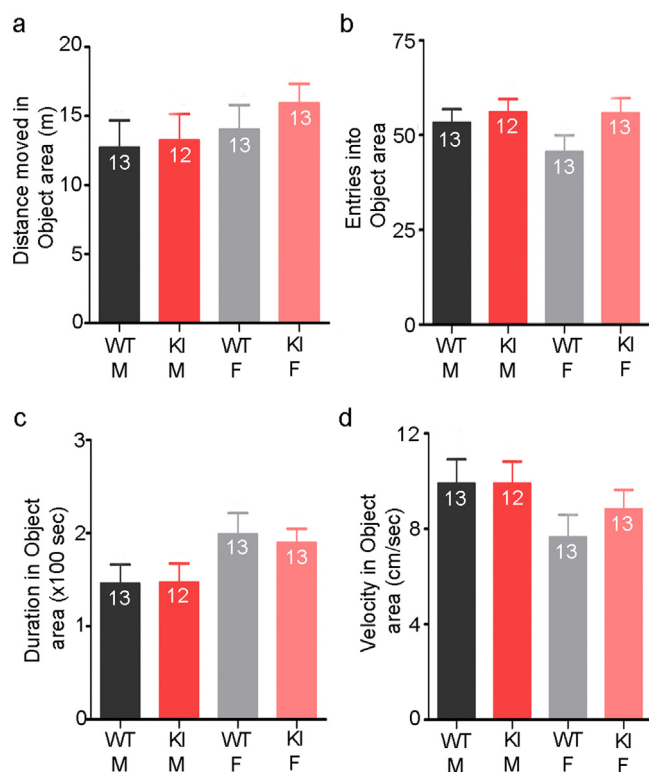 a
Distance moved in
Object area (m)
20
15
10
5
0
13
12
13
13
WT KI WT KI
M M F F
b
Entries into
Object area
75
50
25
0
13
12
13
13
WT KI WT KI
M M F F
c
Duration in Object
area (x100 sec)
3
2
1
0
13
12
13
13
WT KI WT KI
M M F F
d
Velocity in Object
area (cm/sec)
12
8
4
0
13
12
13
13
WT KI WT KI
M M F F